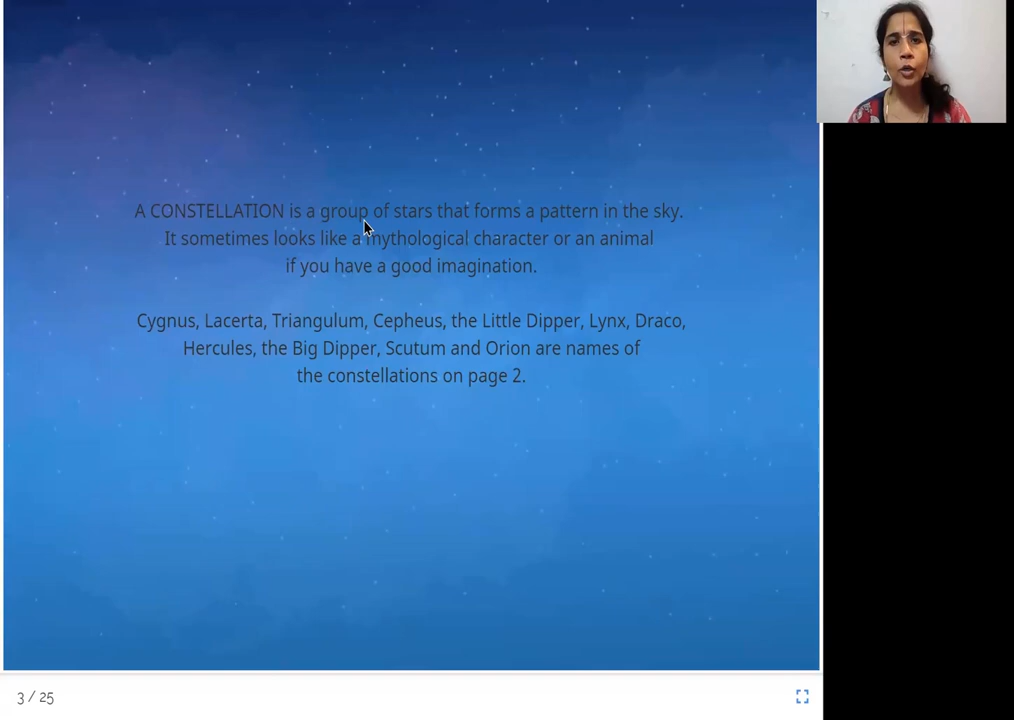 A CONSTELLATION is a group of stars that forms a pattern in the sky.
It sometimes looks like a mythological character or an animal
if you have a good imagination.
Cygnus, Lacerta, Triangulum, Cepheus, the Little Dipper, Lynx, Draco,
Hercules, the Big Dipper, Scutum and Orion are names of
the constellations on page 2.
3 / 25